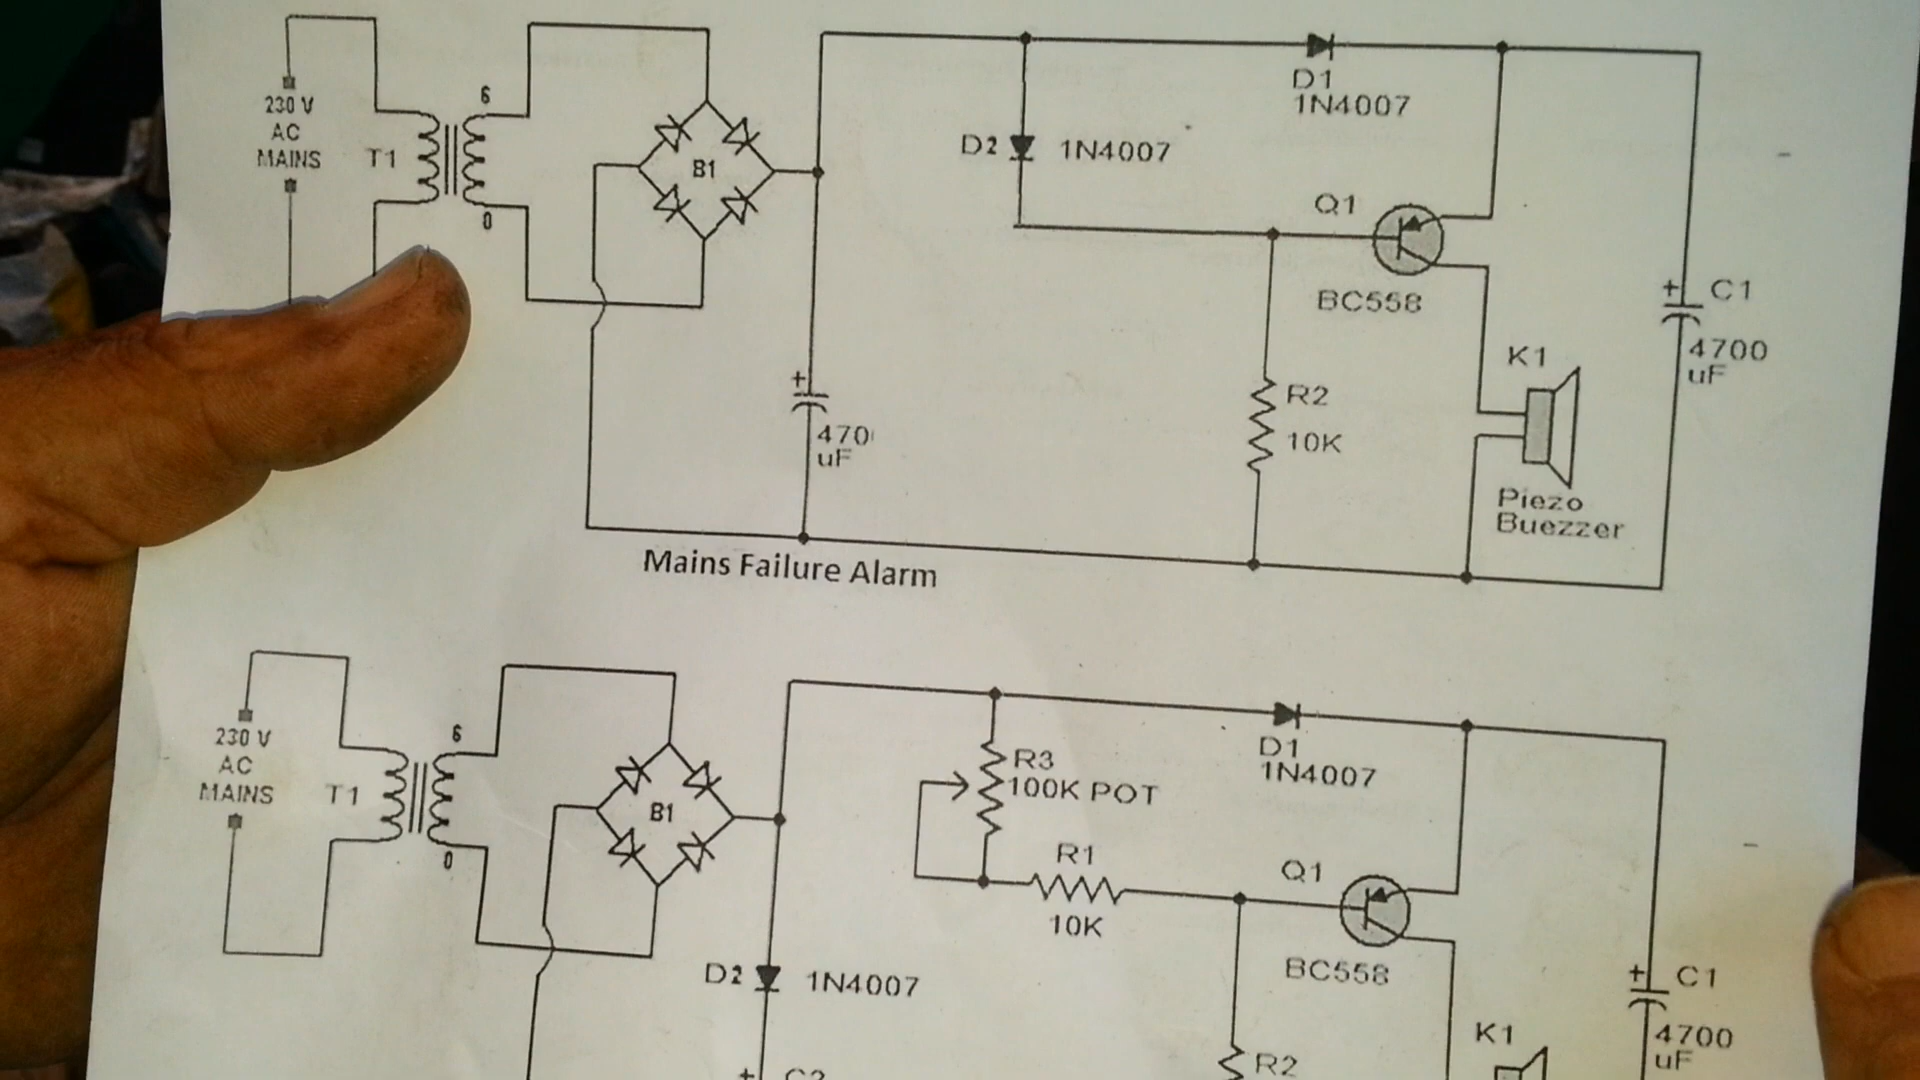 6
230 V
AC
MAINS
T1
0
B1
D1
1N4007
D2
1N4007
Q1
BC558
+
C1
4700
uF
+
470
uF
R2
10K
K1
Piezo
Buezzer
Mains Failure Alarm
6
230 V
AC
MAINS
T1
0
B1
R3
100K POT
D1
1N4007
R1
10K
Q1
BC558
D2
1N4007
+
C1
4700
uF
K1
R2
+
C2